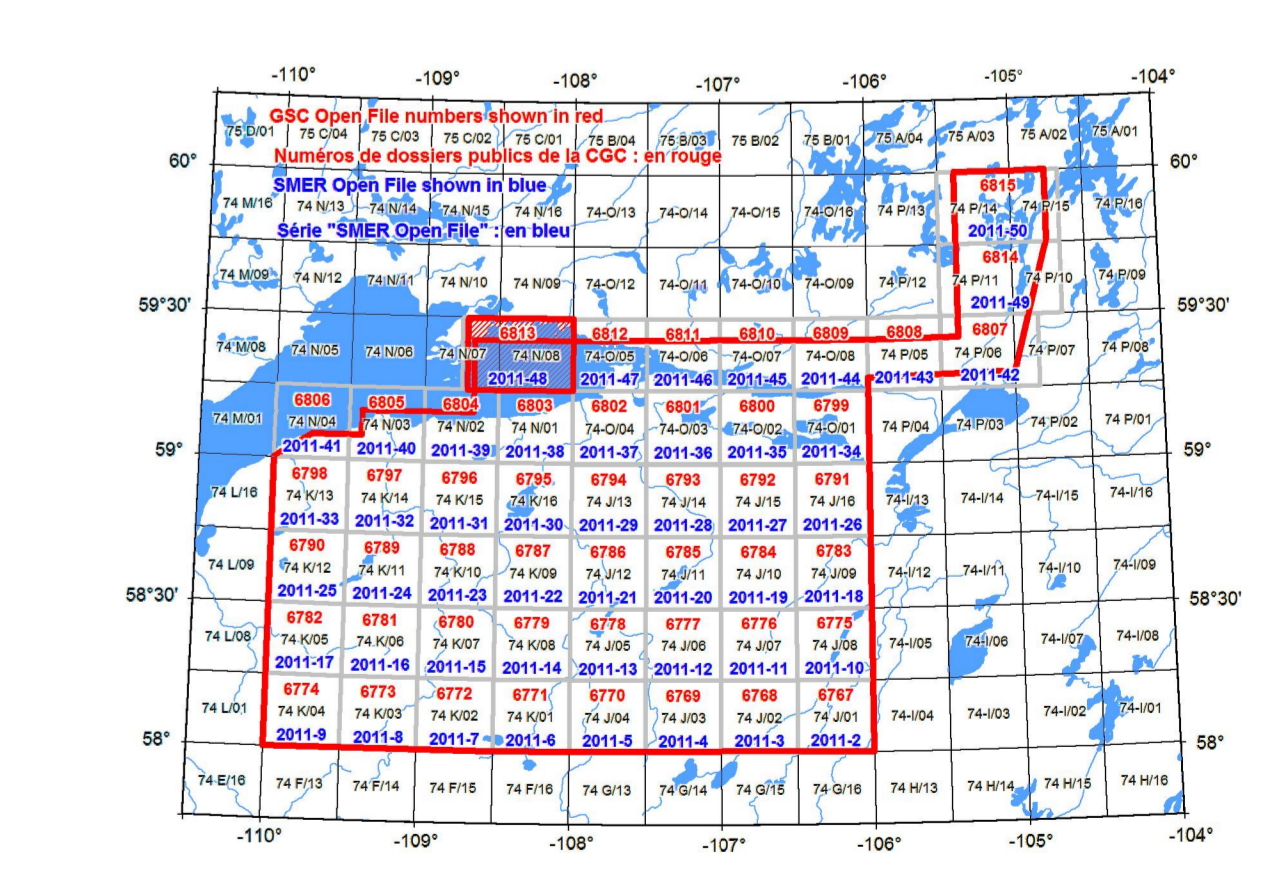 -110° -109° -108° -107° -106° -105° -104°
GSC Open File numbers shown in red
75 D/01 75 C/04 75 C/03 75 C/02 75 C/01 75 B/04 75 B/03 75 B/02 75 B/01 75 A/04 75 A/03 75 A/02 75 A/01
Numéros de dossiers publics de la CGC : en rouge
60° 60°
SMER Open File shown in blue
6815
74 M/16 74 N/13 74 N/14 74 N/15 74 N/16 74-O/13 74-O/14 74-O/15 74-O/16 74 P/13 74 P/14 74 P/15 74 P/16
Série "SMER Open File" : en bleu
2011-50
6814
74 M/09 74 N/12 74 N/11 74 N/10 74 N/09 74-O/12 74-O/11 74-O/10 74-O/09 74 P/12 74 P/11 74 P/10 74 P/09
2011-49
59°30' 59°30'
6813 6812 6811 6810 6809 6808 6807
74 M/08 74 N/05 74 N/06 74 N/07 74 N/08 74-O/05 74-O/06 74-O/07 74-O/08 74 P/05 74 P/06 74 P/07 74 P/08
2011-48 2011-47 2011-46 2011-45 2011-44 2011-43 2011-42
6806 6805 6804 6803 6802 6801 6800 6799
74 M/01 74 N/04 74 N/03 74 N/02 74 N/01 74-O/04 74-O/03 74-O/02 74-O/01 74 P/04 74 P/03 74 P/02 74 P/01
2011-41 2011-40 2011-39 2011-38 2011-37 2011-36 2011-35 2011-34
59° 59°
6798 6797 6796 6795 6794 6793 6792 6791
74 L/16 74 K/13 74 K/14 74 K/15 74 K/16 74 J/13 74 J/14 74 J/15 74 J/16 74-I/13 74-I/14 74-I/15 74-I/16
2011-33 2011-32 2011-31 2011-30 2011-29 2011-28 2011-27 2011-26
6790 6789 6788 6787 6786 6785 6784 6783
74 L/09 74 K/12 74 K/11 74 K/10 74 K/09 74 J/12 74 J/11 74 J/10 74 J/09 74-I/12 74-I/11 74-I/10 74-I/09
2011-25 2011-24 2011-23 2011-22 2011-21 2011-20 2011-19 2011-18
58°30' 58°30'
6782 6781 6780 6779 6778 6777 6776 6775
74 L/08 74 K/05 74 K/06 74 K/07 74 K/08 74 J/05 74 J/06 74 J/07 74 J/08 74-I/05 74-I/06 74-I/07 74-I/08
2011-17 2011-16 2011-15 2011-14 2011-13 2011-12 2011-11 2011-10
6774 6773 6772 6771 6770 6769 6768 6767
74 L/01 74 K/04 74 K/03 74 K/02 74 K/01 74 J/04 74 J/03 74 J/02 74 J/01 74-I/04 74-I/03 74-I/02 74-I/01
2011-9 2011-8 2011-7 2011-6 2011-5 2011-4 2011-3 2011-2
58° 58°
74 E/16 74 F/13 74 F/14 74 F/15 74 F/16 74 G/13 74 G/14 74 G/15 74 G/16 74 H/13 74 H/14 74 H/15 74 H/16
-110° -109° -108° -107° -106° -105° -104°